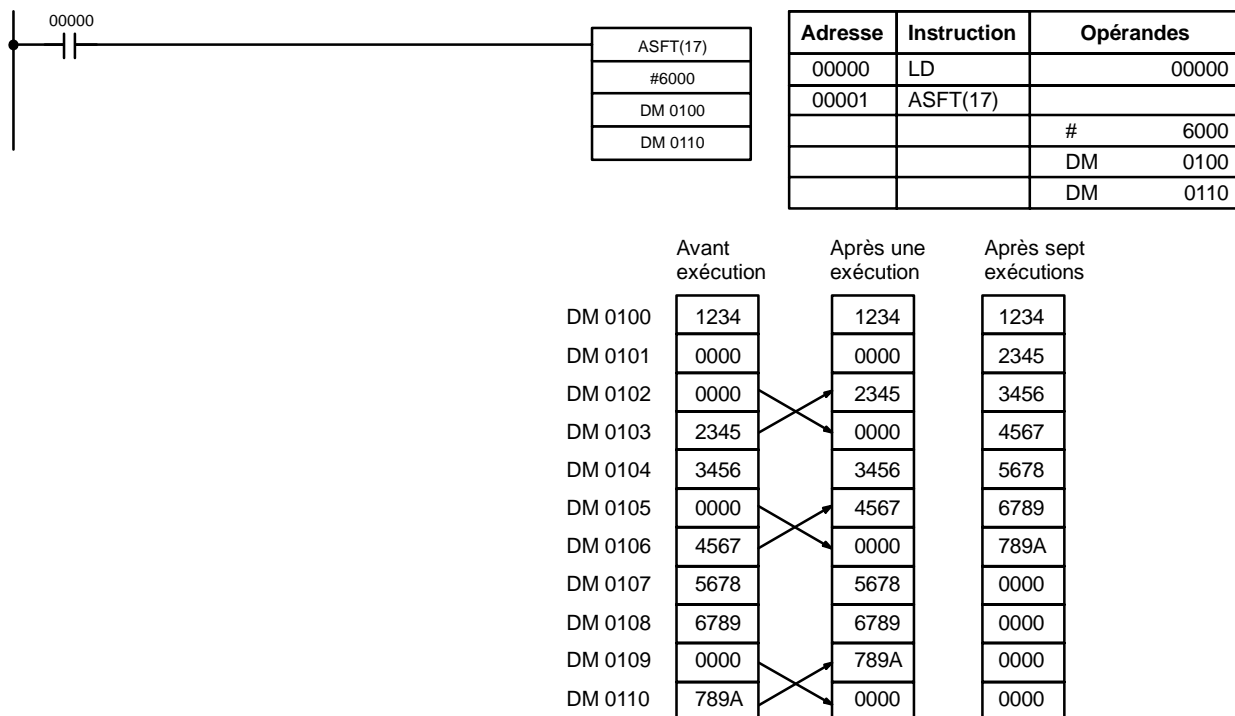 00000
ASFT(17)
#6000
DM 0100
DM 0110
Adresse Instruction Opérandes
00000 LD 00000
00001 ASFT(17)
# 6000
DM 0100
DM 0110
Avant exécution Après une exécution Après sept exécutions
DM 0100 1234 1234 1234
DM 0101 0000 0000 2345
DM 0102 0000 2345 3456
DM 0103 2345 0000 4567
DM 0104 3456 3456 5678
DM 0105 0000 4567 6789
DM 0106 4567 0000 789A
DM 0107 5678 5678 0000
DM 0108 6789 6789 0000
DM 0109 0000 789A 0000
DM 0110 789A 0000 0000